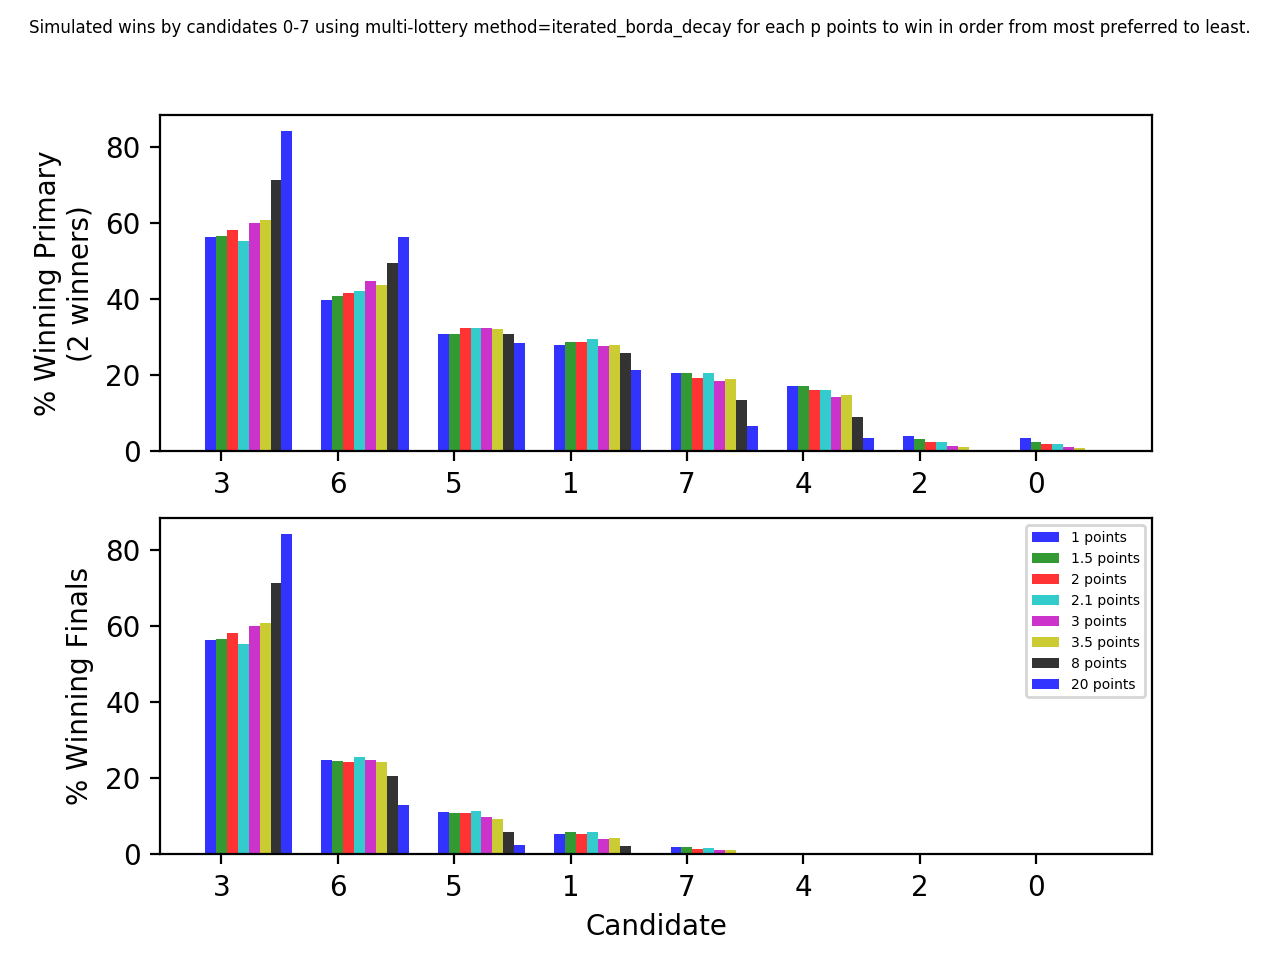 Simulated wins by candidates 0-7 using multi-lottery method=iterated_borda_decay for each p points to win in order from most preferred to least.
% Winning Primary
(2 winners)
80
60
40
20
0
3 6 5 1 7 4 2 0
% Winning Finals
80
60
40
20
0
1 points
1.5 points
2 points
2.1 points
3 points
3.5 points
8 points
20 points
3 6 5 1 7 4 2 0
Candidate